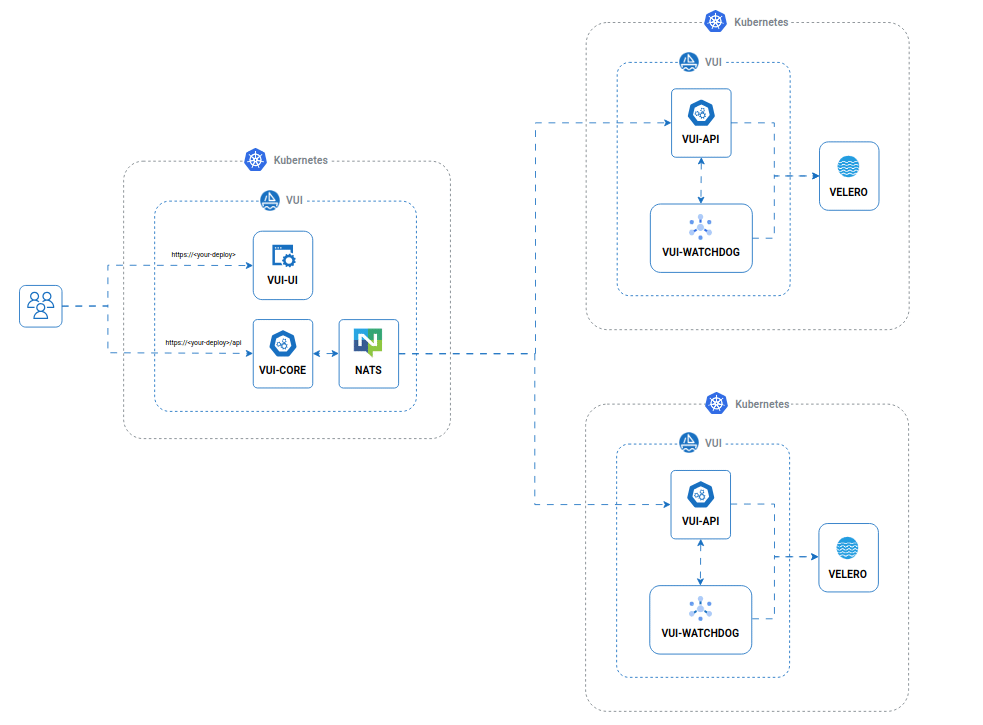 Kubernetes
VUI
https://<your-deploy>
VUI-UI
https://<your-deploy>/api
VUI-CORE
NATS
Kubernetes
VUI
VUI-API
VELERO
VUI-WATCHDOG
Kubernetes
VUI
VUI-API
VELERO
VUI-WATCHDOG